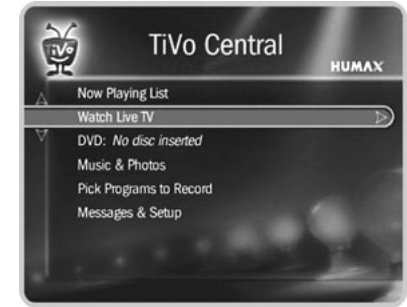 TiVo
TiVo Central
HUMAX
Now Playing List
Watch Live TV
DVD: No disc inserted
Music & Photos
Pick Programs to Record
Messages & Setup